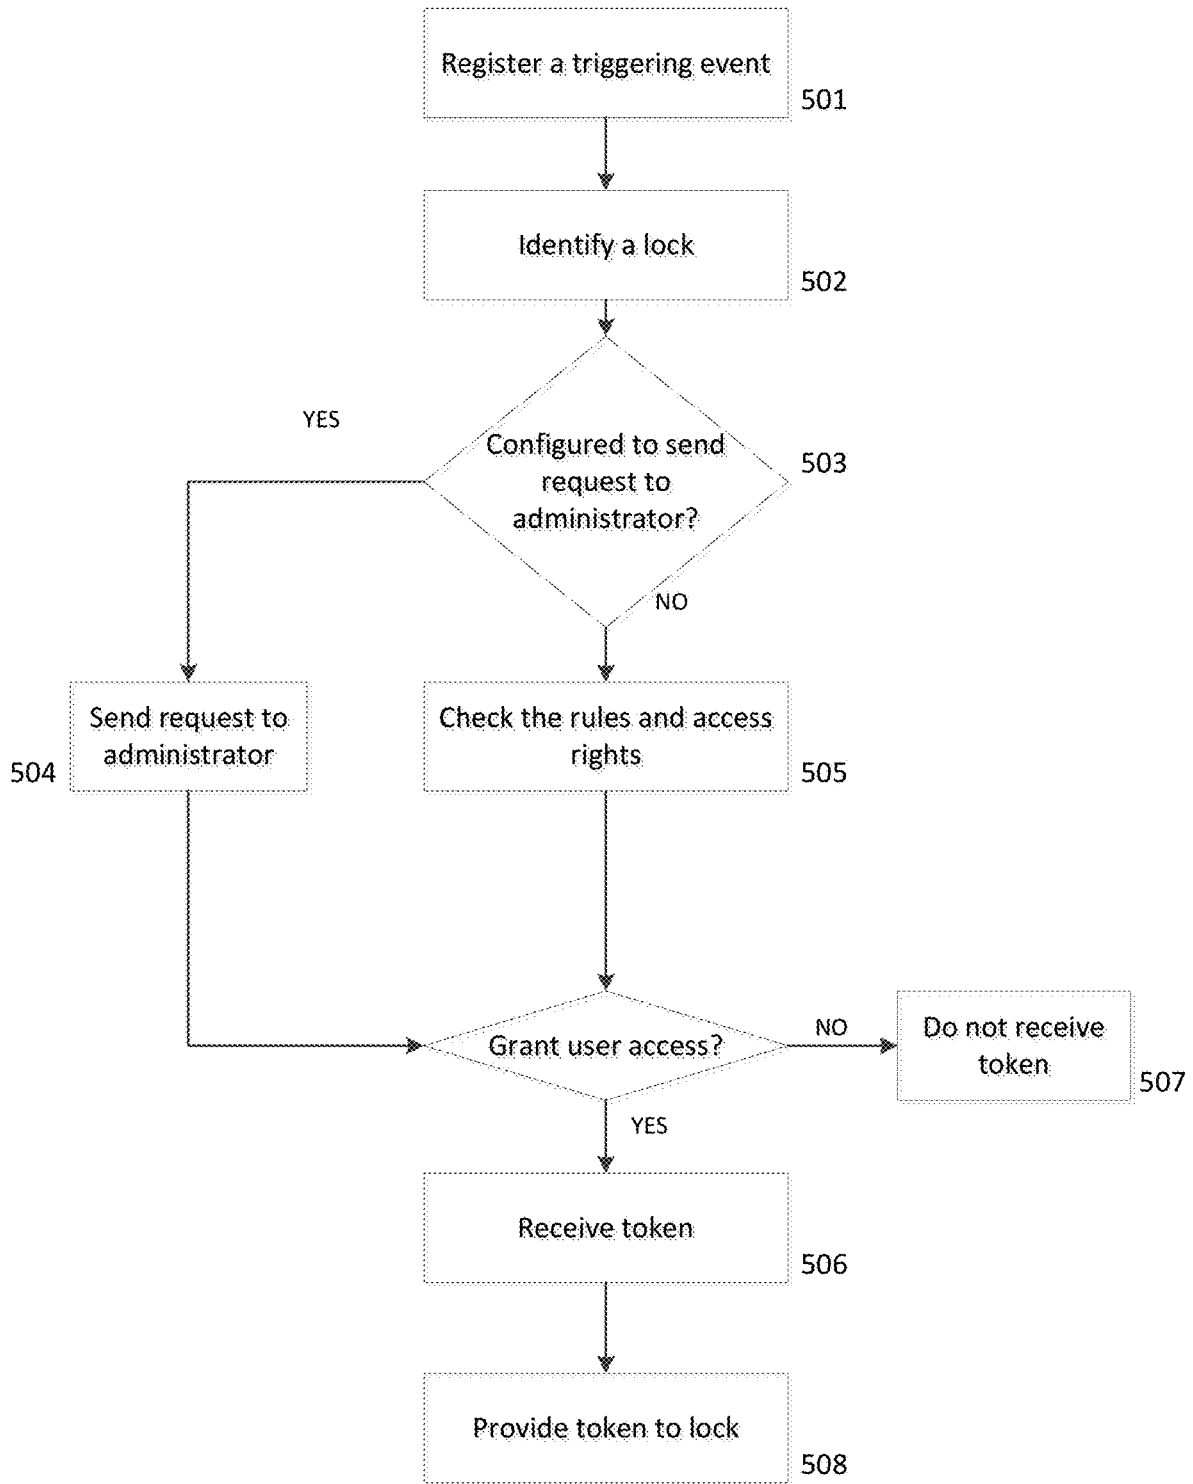 Register a triggering event
501
Identify a lock
502
YES
Configured to send
request to
administrator?
503
NO
Send request to
administrator
504
Check the rules and access
rights
505
Grant user access?
NO
Do not receive
token
507
YES
Receive token
506
Provide token to lock
508